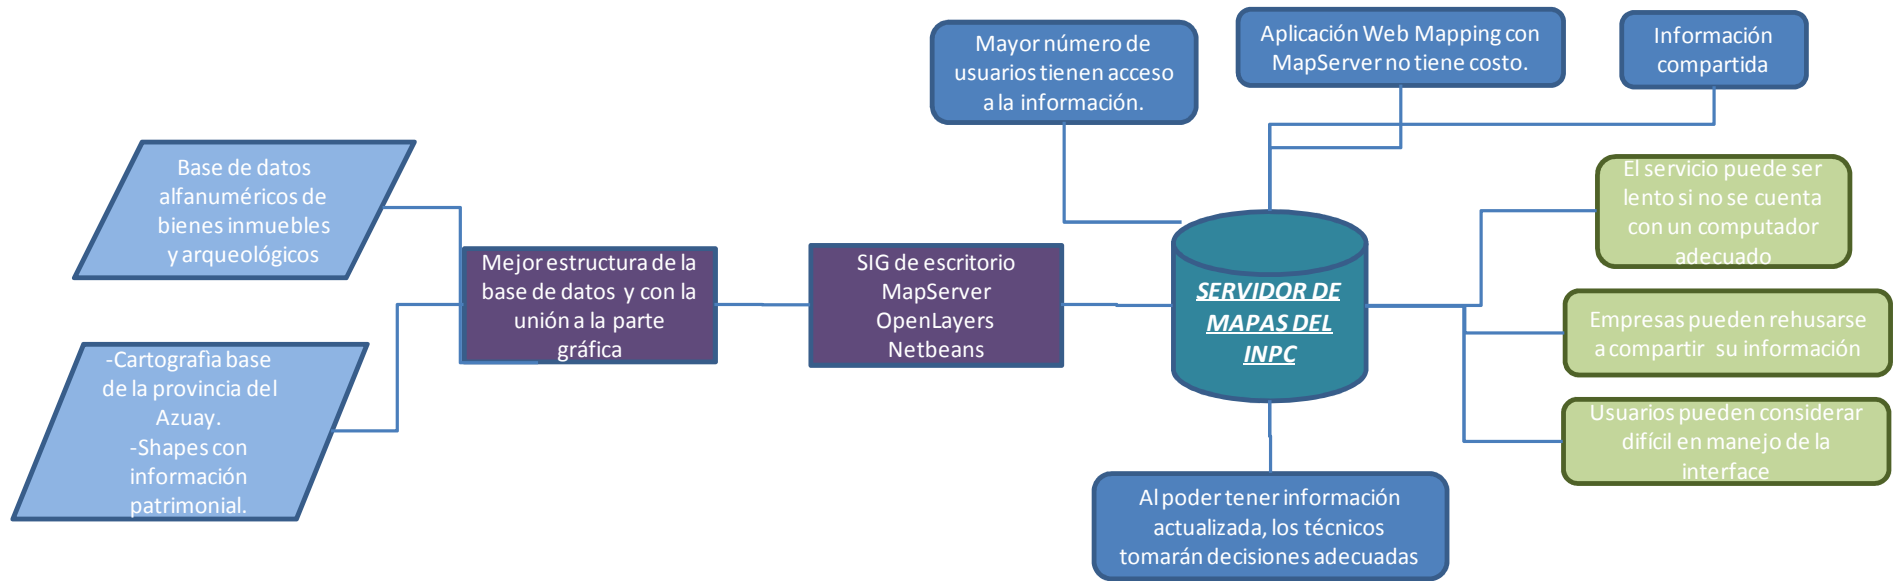 Mayor número de
usuarios tienen acceso
a la información.
Aplicación Web Mapping con
MapServer no tiene costo.
Información
compartida
Base de datos
alfanuméricos de
bienes inmuebles
y arqueológicos
-Cartografìa base
de la provincia del
Azuay.
-Shapes con
información
patrimonial.
Mejor estructura de la
base de datos y con la
unión a la parte
gráfica
SIG de escritorio
MapServer
OpenLayers
Netbeans
SERVIDOR DE
MAPAS DEL
INPC
El servicio puede ser
lento si no se cuenta
con un computador
adecuado
Empresas pueden rehusarse
a compartir su información
Usuarios pueden considerar
difícil en manejo de la
interface
Al poder tener información
actualizada, los técnicos
tomarán decisiones adecuadas